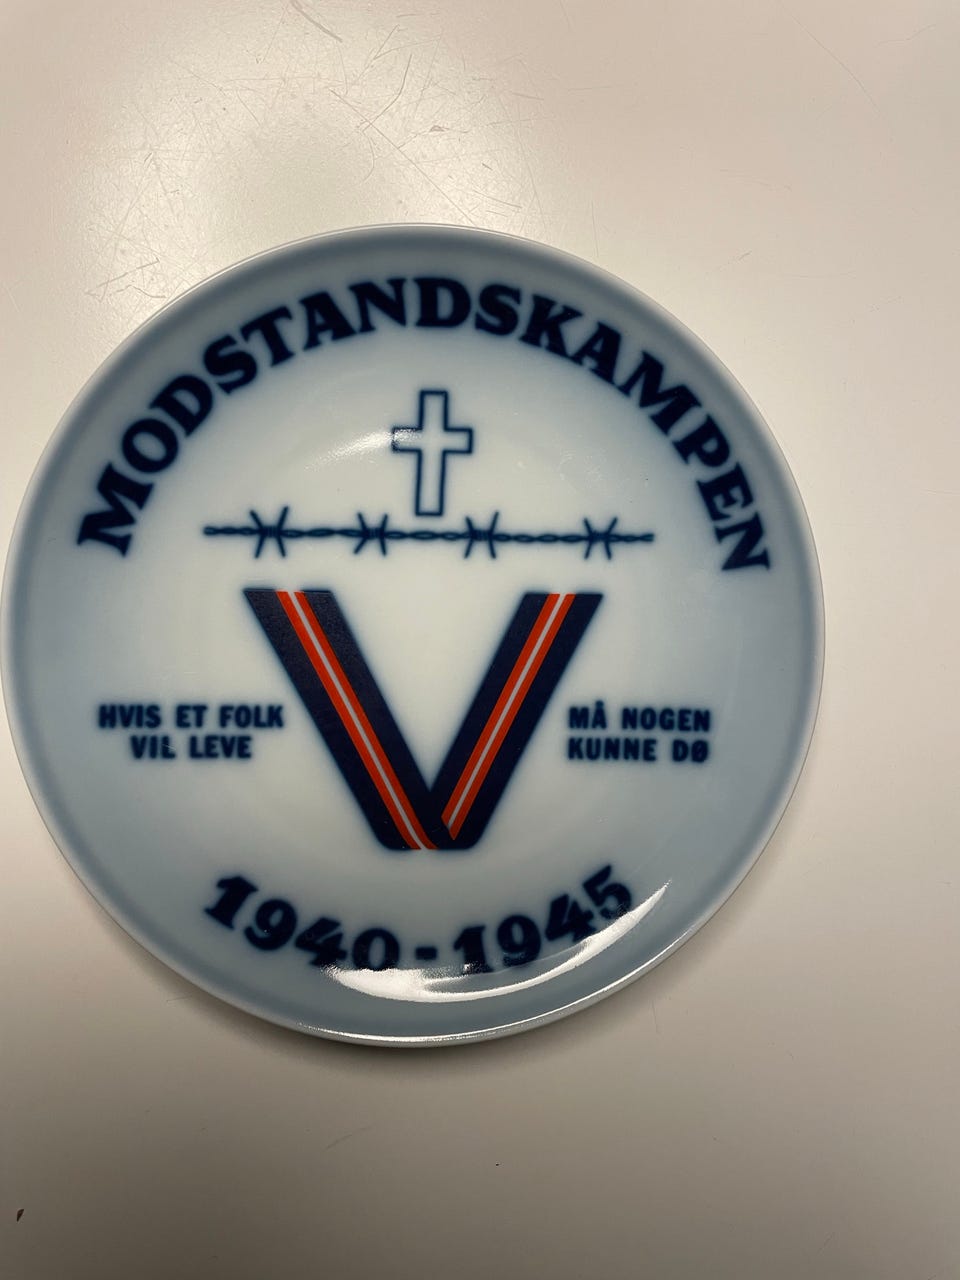 MODSTANDSKAMPEN
V
HVIS ET FOLK
VIL LEVE
MÅ NOGEN
KUNNE DØ
1940-1945